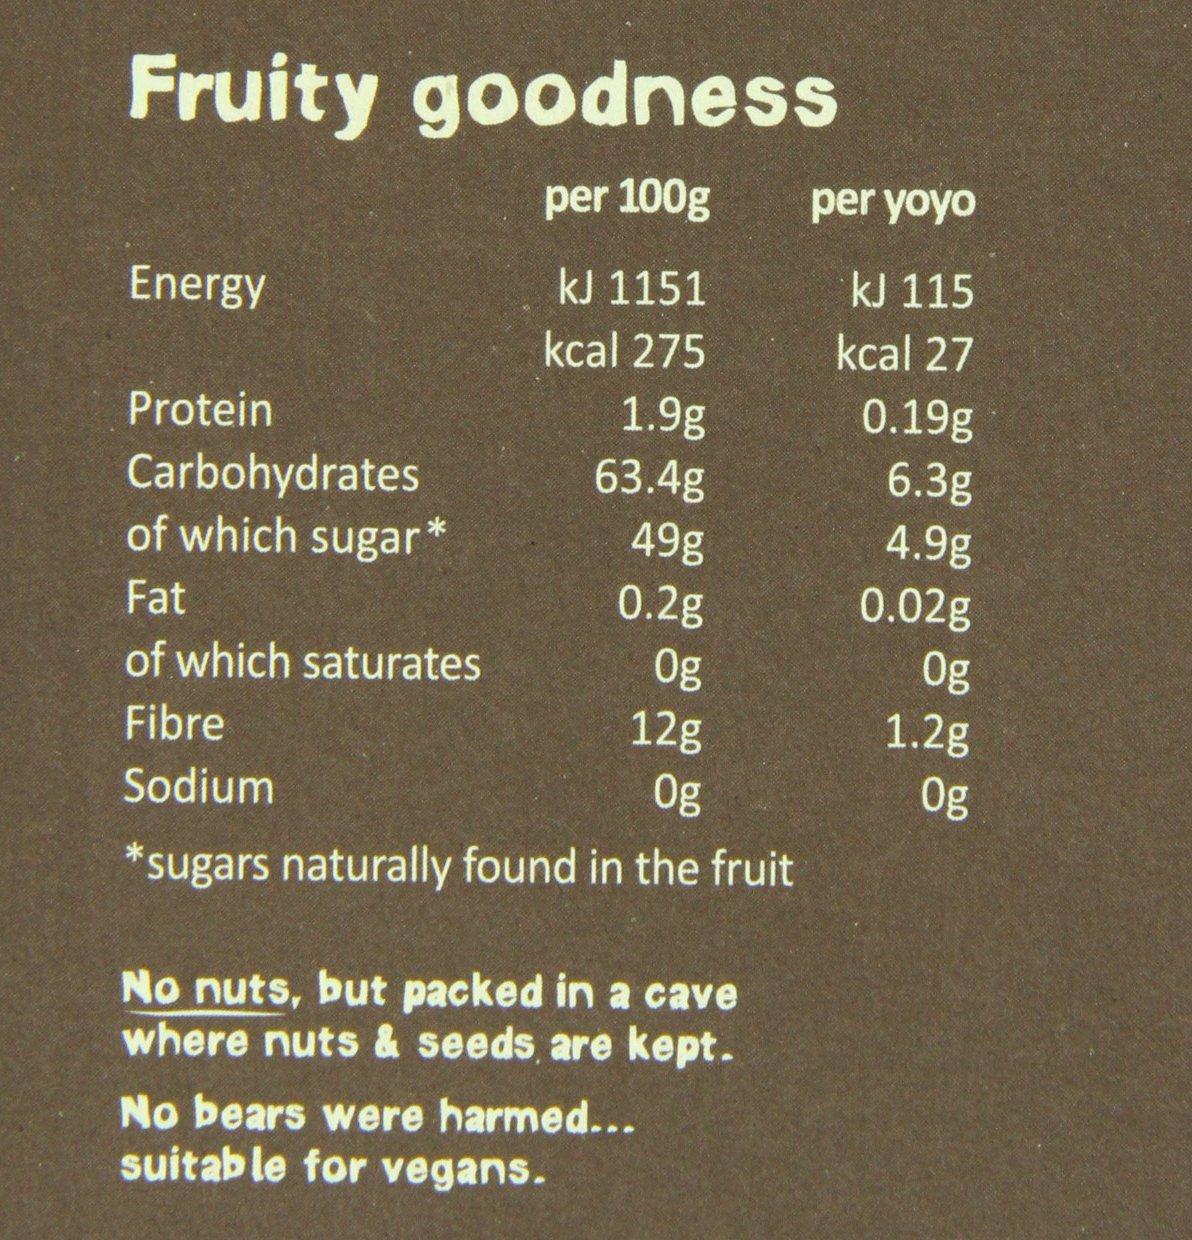 Fruity goodness
per 100g per yoyo
Energy kJ 1151 kJ 115
kcal 275 kcal 27
Protein 1.9g 0.19g
Carbohydrates 63.4g 6.3g
of which sugar* 49g 4.9g
Fat 0.2g 0.02g
of which saturates 0g 0g
Fibre 12g 1.2g
Sodium 0g 0g
*sugars naturally found in the fruit
No nuts, but packed in a cave
where nuts & seeds are kept.
No bears were harmed...
suitable for vegans.